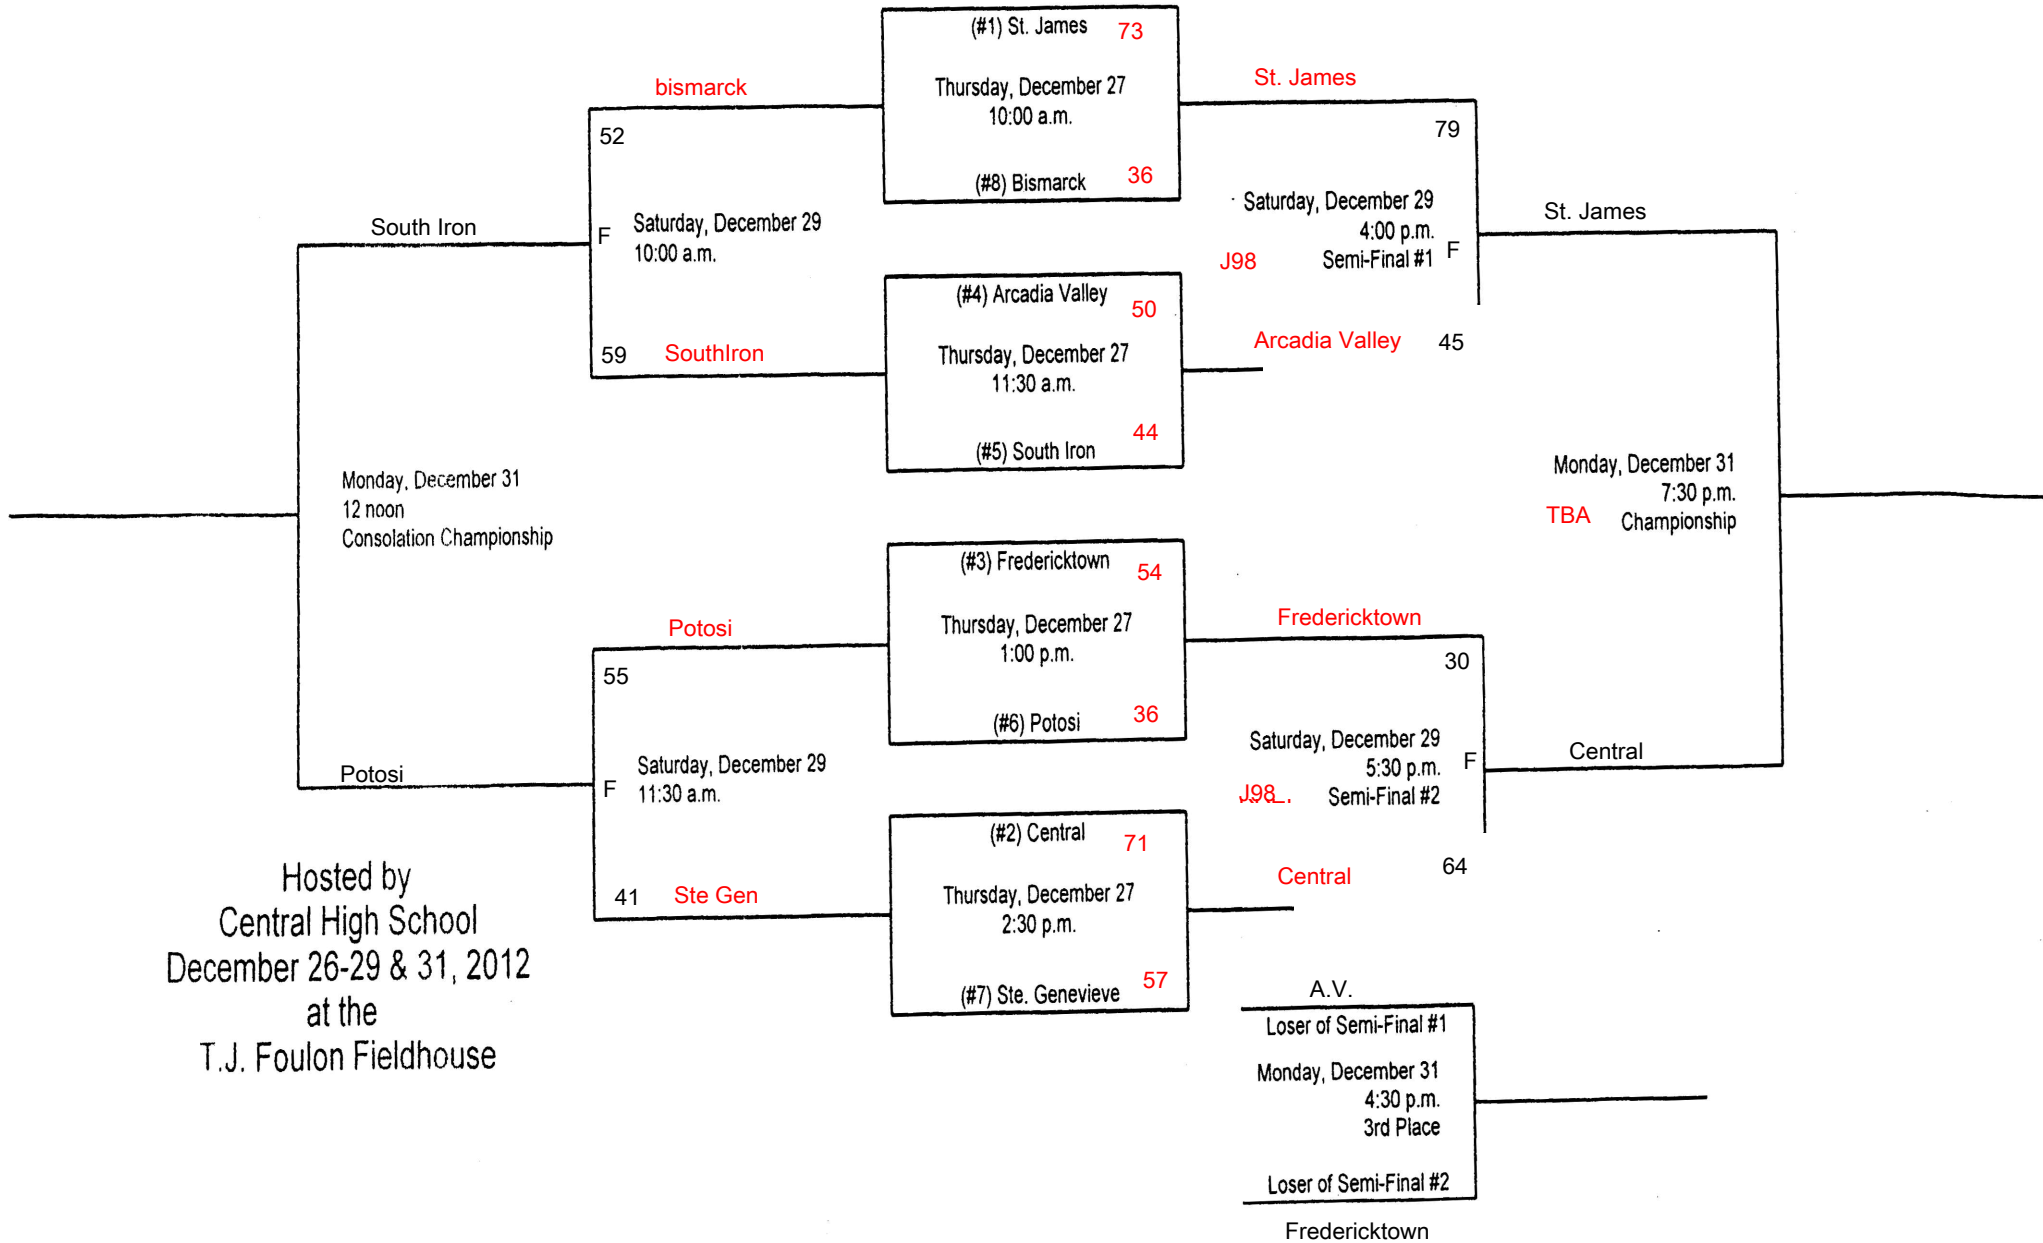 (#1) St. James 73
Thursday, December 27
10:00 a.m.
(#8) Bismarck 36
bismarck
52
Saturday, December 29
10:00 a.m.
F
59 SouthIron
South Iron
(#4) Arcadia Valley 50
Thursday, December 27
11:30 a.m.
(#5) South Iron 44
St. James
79
Saturday, December 29
4:00 p.m.
J98 Semi-Final #1 F
Arcadia Valley 45
St. James
Monday, December 31
12 noon
Consolation Championship
Monday, December 31
7:30 p.m.
TBA Championship
(#3) Fredericktown 54
Thursday, December 27
1:00 p.m.
(#6) Potosi 36
Potosi
55
Saturday, December 29
11:30 a.m.
F
41 Ste Gen
Potosi
(#2) Central 71
Thursday, December 27
2:30 p.m.
(#7) Ste. Genevieve 57
Fredericktown
30
Saturday, December 29
5:30 p.m. F
J98 Semi-Final #2
Central 64
Central
Hosted by
Central High School
December 26-29 & 31, 2012
at the
T.J. Foulon Fieldhouse
A.V.
Loser of Semi-Final #1
Monday, December 31
4:30 p.m.
3rd Place
Loser of Semi-Final #2
Fredericktown